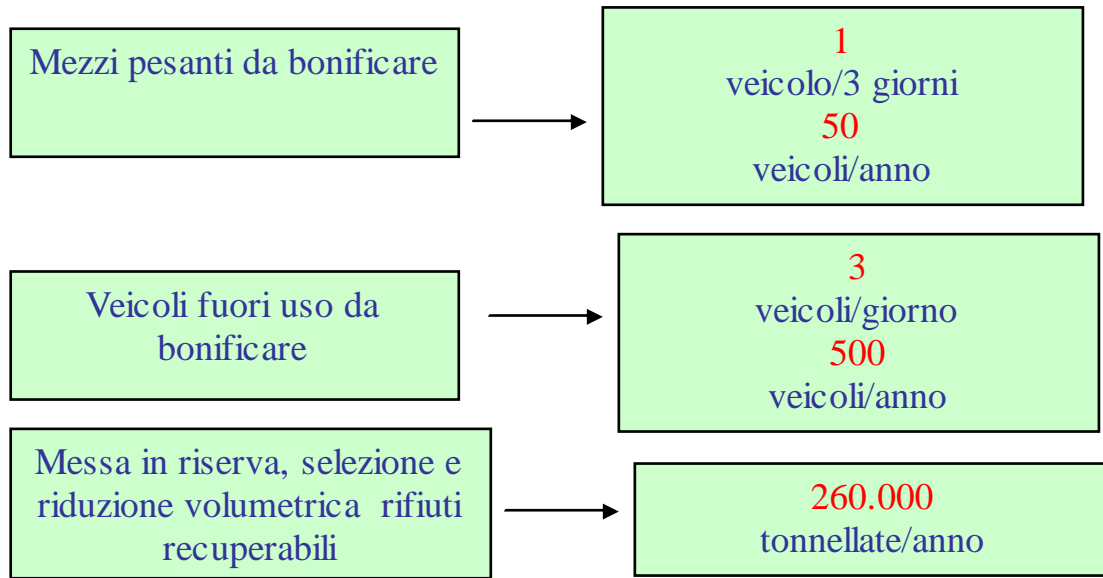 Mezzi pesanti da bonificare
1
veicolo/3 giorni
50
veicoli/anno
Veicoli fuori uso da
bonificare
3
veicoli/giorno
500
veicoli/anno
Messa in riserva, selezione e
riduzione volumetrica rifiuti
recuperabili
260.000
tonnellate/anno